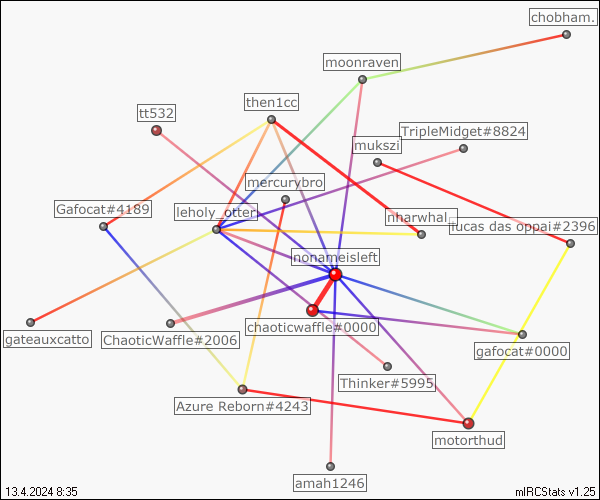 chobham.
moonraven
then1cc
tt532
TripleMidget#8824
mukszi
mercurybro
Gafocat#4189
leholy_otter
nharwhal_
lucas das oppai#2396
nonameisleft
chaoticwaffle#0000
gateauxcatto
ChaoticWaffle#2006
gafocat#0000
Thinker#5995
Azure Reborn#4243
motorthud
amah1246
13.4.2024 8:35
mIRCStats v1.25